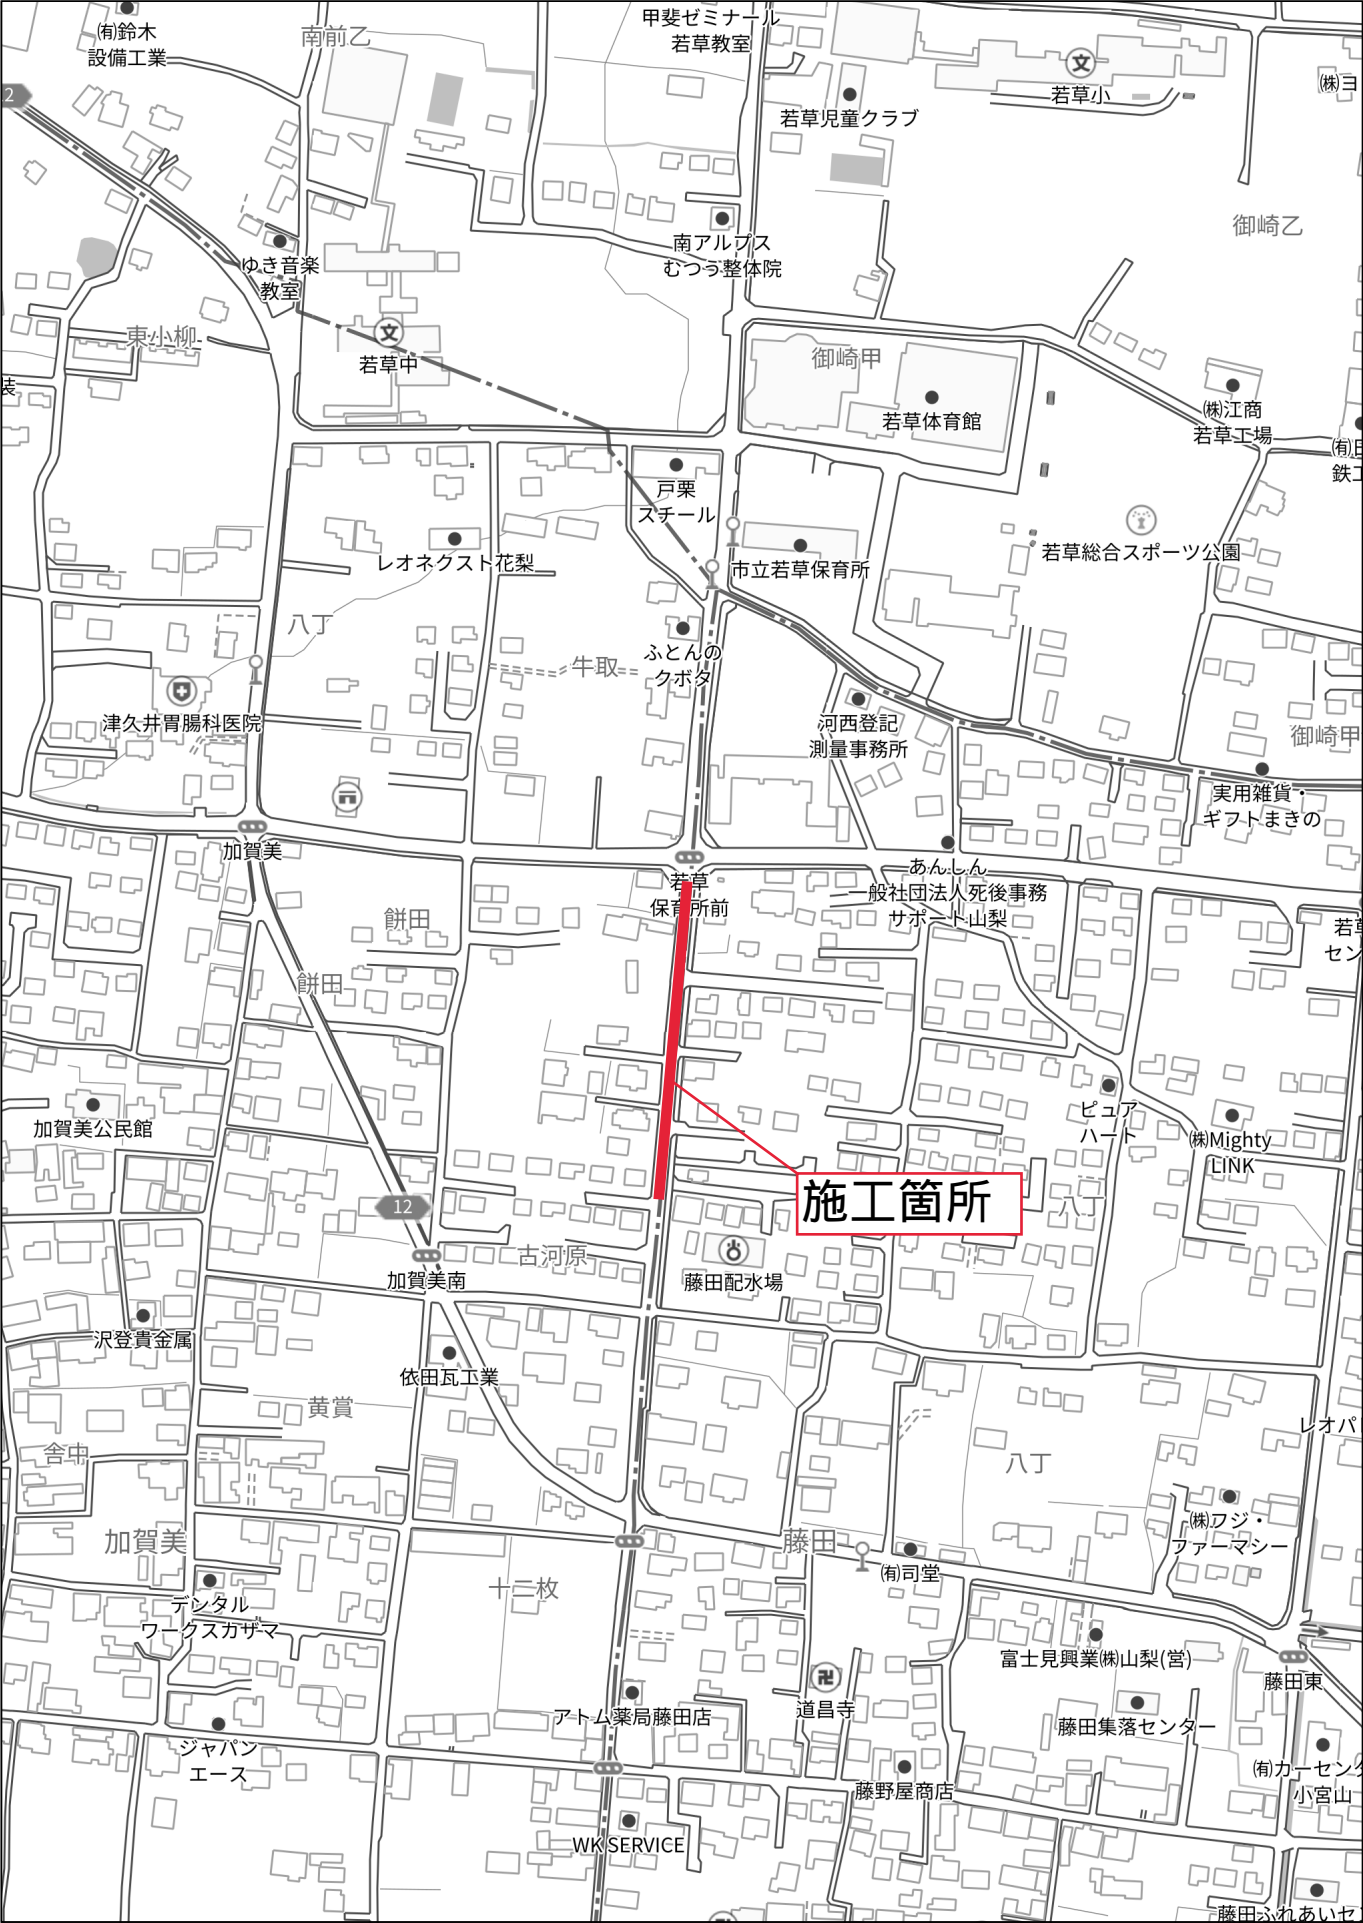 ㈲鈴木
設備工業
南前乙
甲斐ゼミナール
若草教室
若草小
㈱ヨ
若草児童クラブ
2
御崎乙
南アルプス
むつう整体院
ゆき音楽
教室
東小柳
若草中
御崎甲
装
若草体育館
㈱江商
若草工場
戸栗
スチール
レオネクスト花梨
市立若草保育所
若草総合スポーツ公園
八丁
ふとんの
クボタ
牛取
津久井胃腸科医院
河西登記
測量事務所
御崎甲
実用雑貨・
ギフトまきの
加賀美
若草
保育所前
あんしん
一般社団法人死後事務
サポート山梨
餅田
若草
セン
餅田
加賀美公民館
ピュア
ハート
㈱Mighty
LINK
施工箇所
12
八丁
古河原
加賀美南
藤田配水場
沢登貴金属
依田瓦工業
黄賞
レオパ
舎中
八丁
加賀美
藤田
㈱フジ・
ファーマシー
㈲司堂
十二枚
デンタル
ワークスカザマ
富士見興業㈱山梨(営)
藤田東
道昌寺
アトム薬局藤田店
藤田集落センター
ジャパン
エース
㈲カーセンタ
小宮山
藤野屋商店
WK SERVICE
藤田ふれあいセ